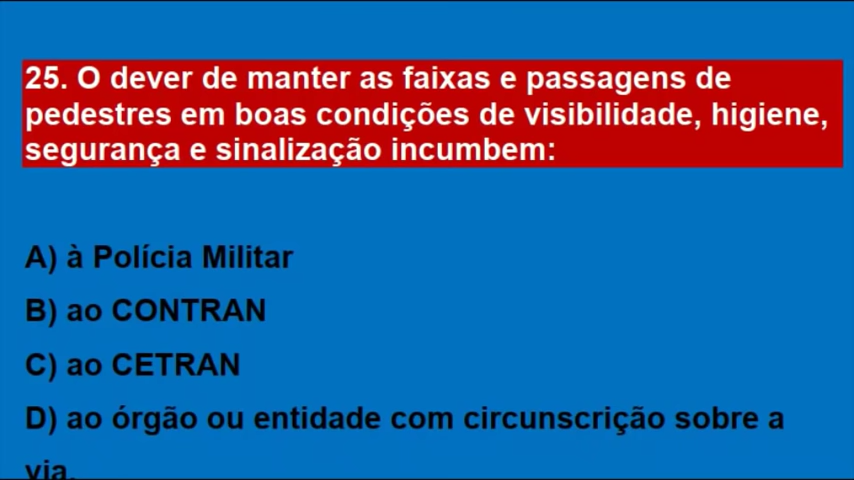 25. O dever de manter as faixas e passagens de
pedestres em boas condições de visibilidade, higiene,
segurança e sinalização incumbem:
A) à Polícia Militar
B) ao CONTRAN
C) ao CETRAN
D) ao órgão ou entidade com circunscrição sobre a
via.